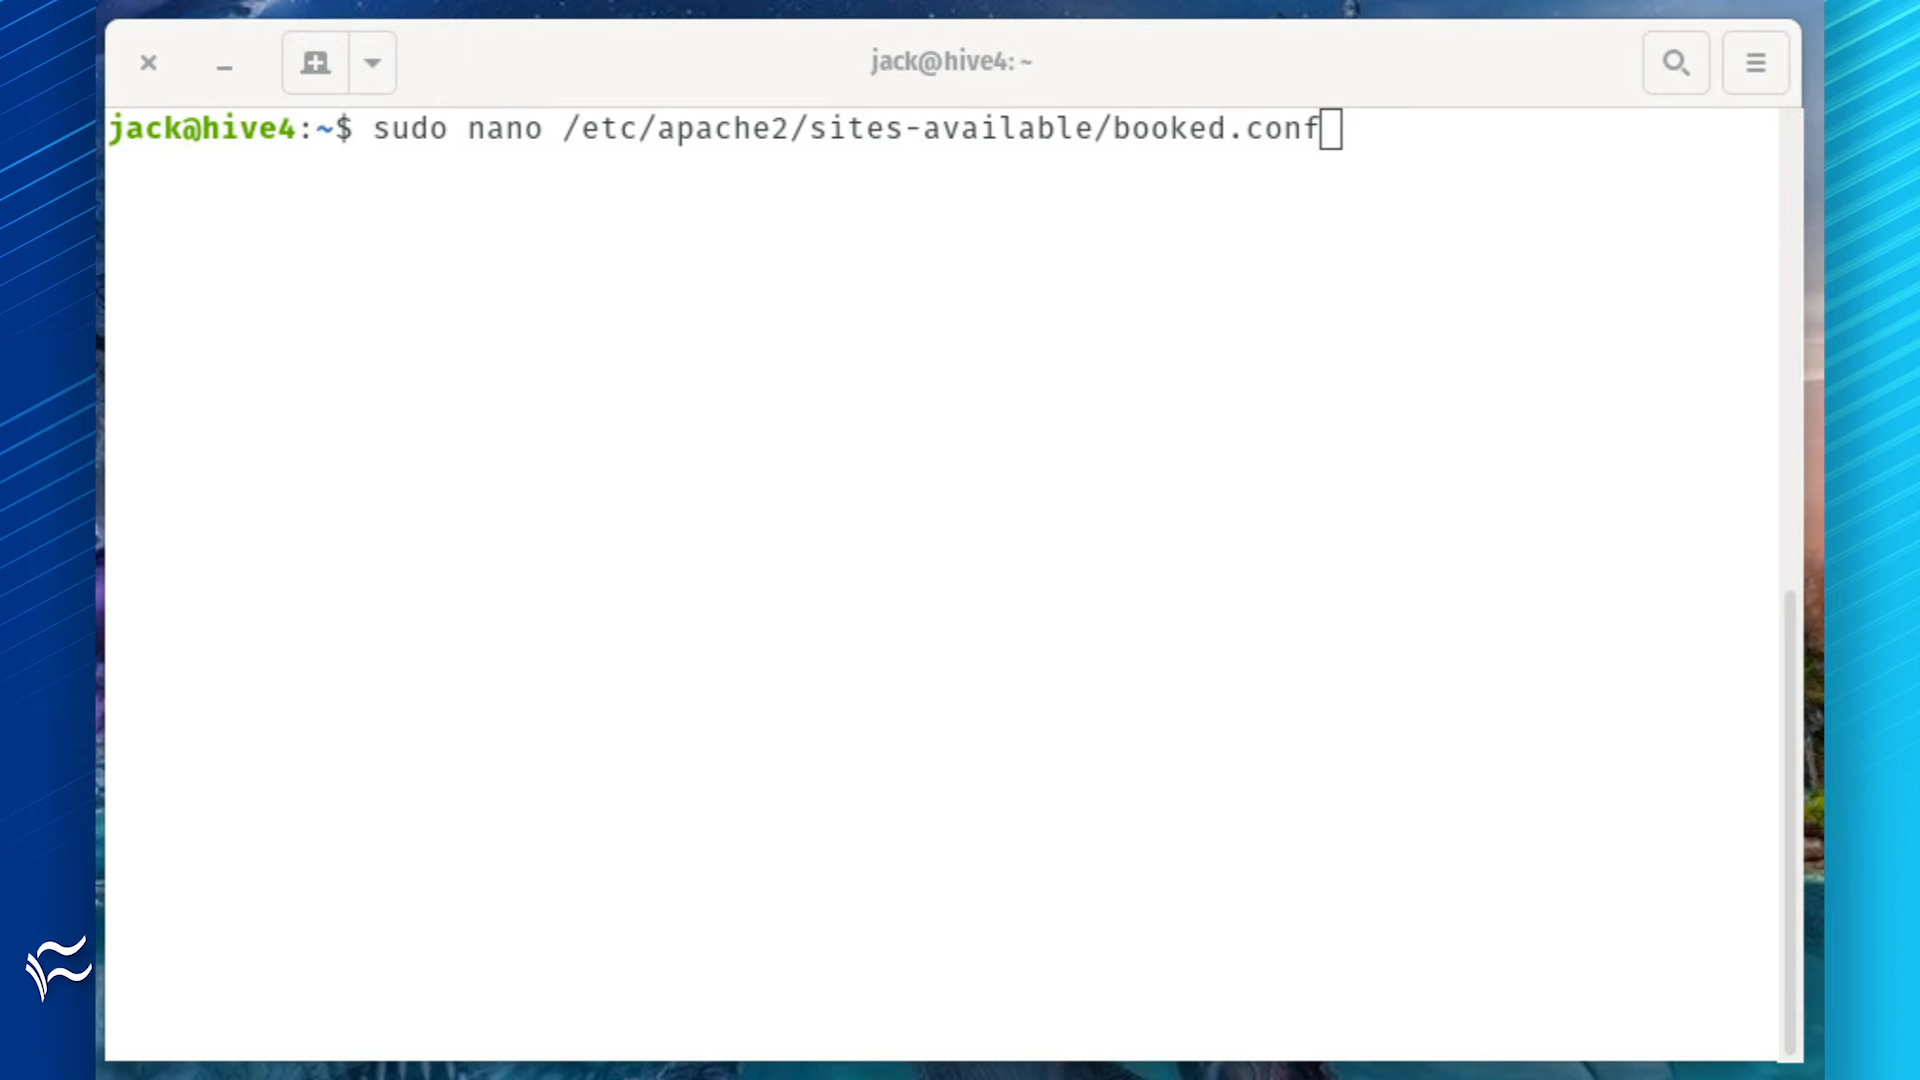 jack@hive4: ~
jack@hive4:~$ sudo nano /etc/apache2/sites-available/booked.conf